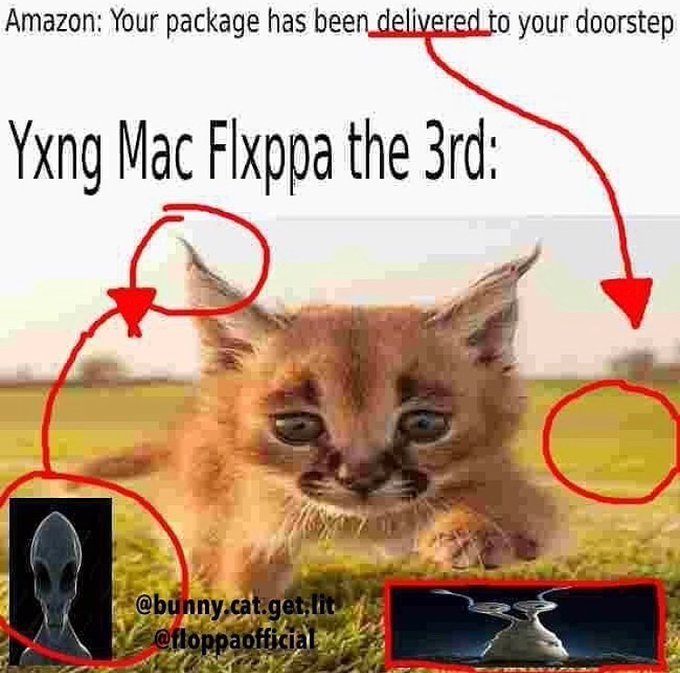 Amazon: Your package has been delivered to your doorstep
Yxng Mac Flxppa the 3rd:
@bunny.cat.get.lit
@floppaofficial